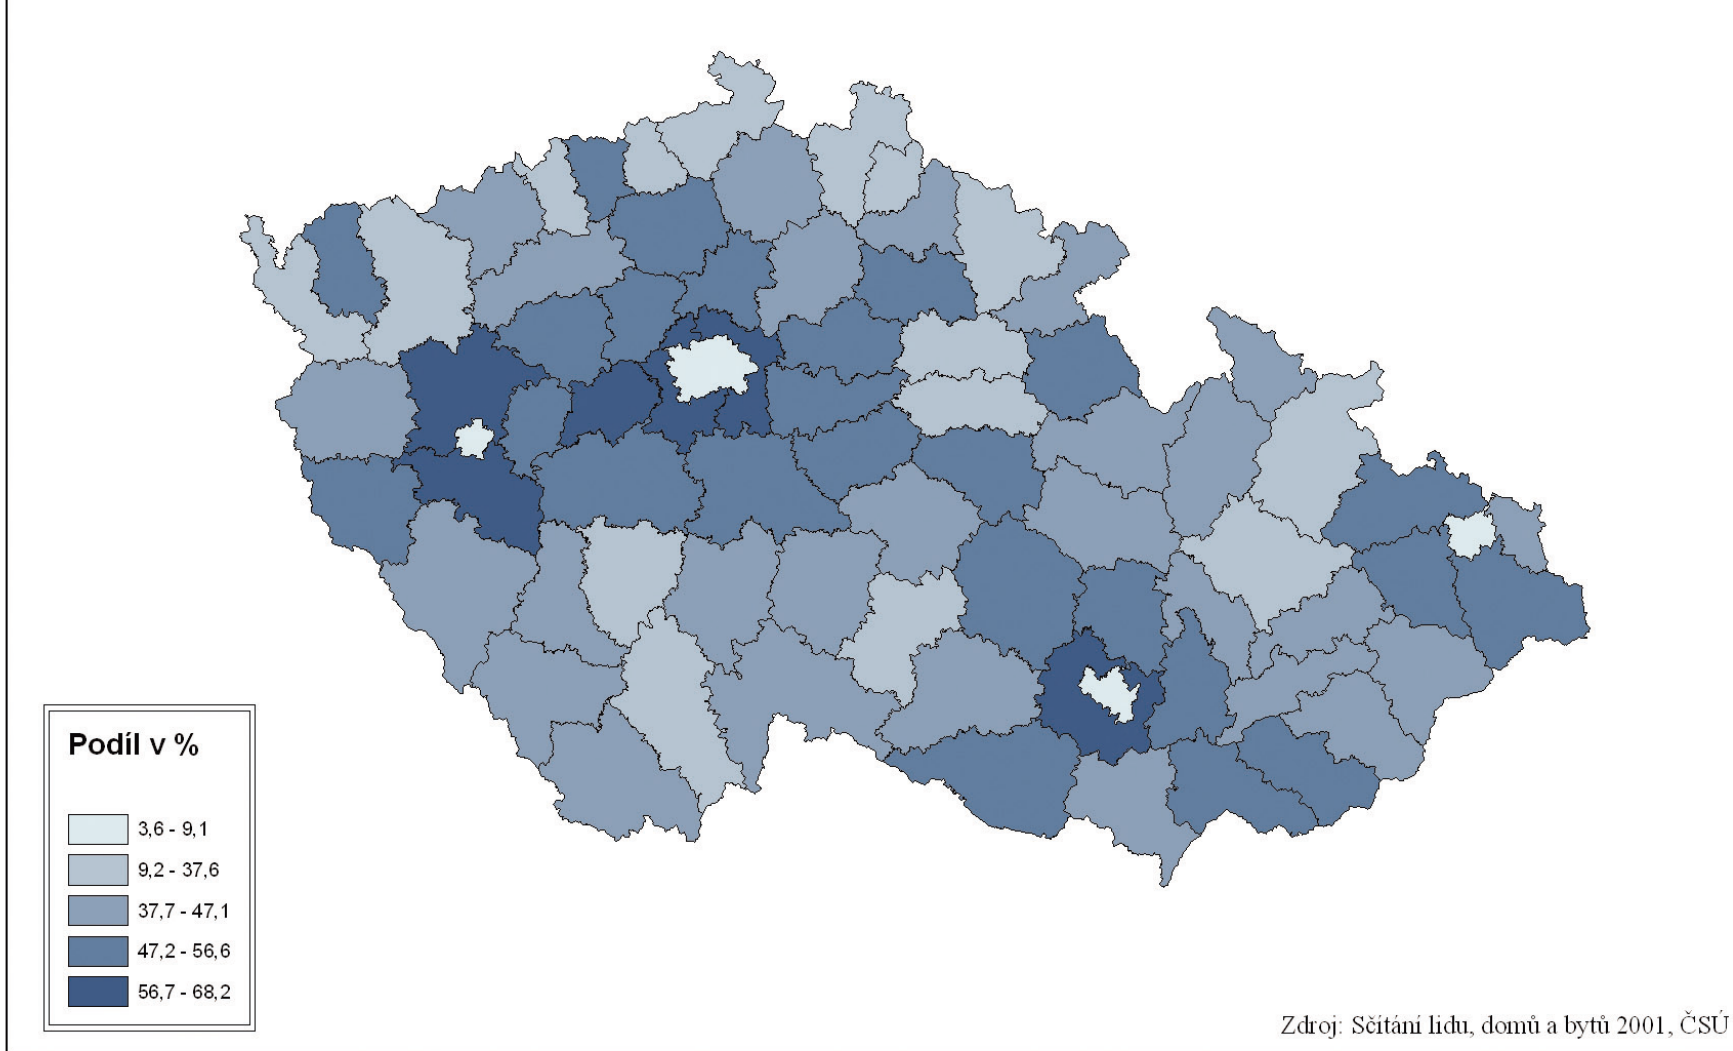 Podíl v %
3,6 - 9,1
9,2 - 37,6
37,7 - 47,1
47,2 - 56,6
56,7 - 68,2
Zdroj: Sčítání lidu, domů a bytů 2001, ČSÚ